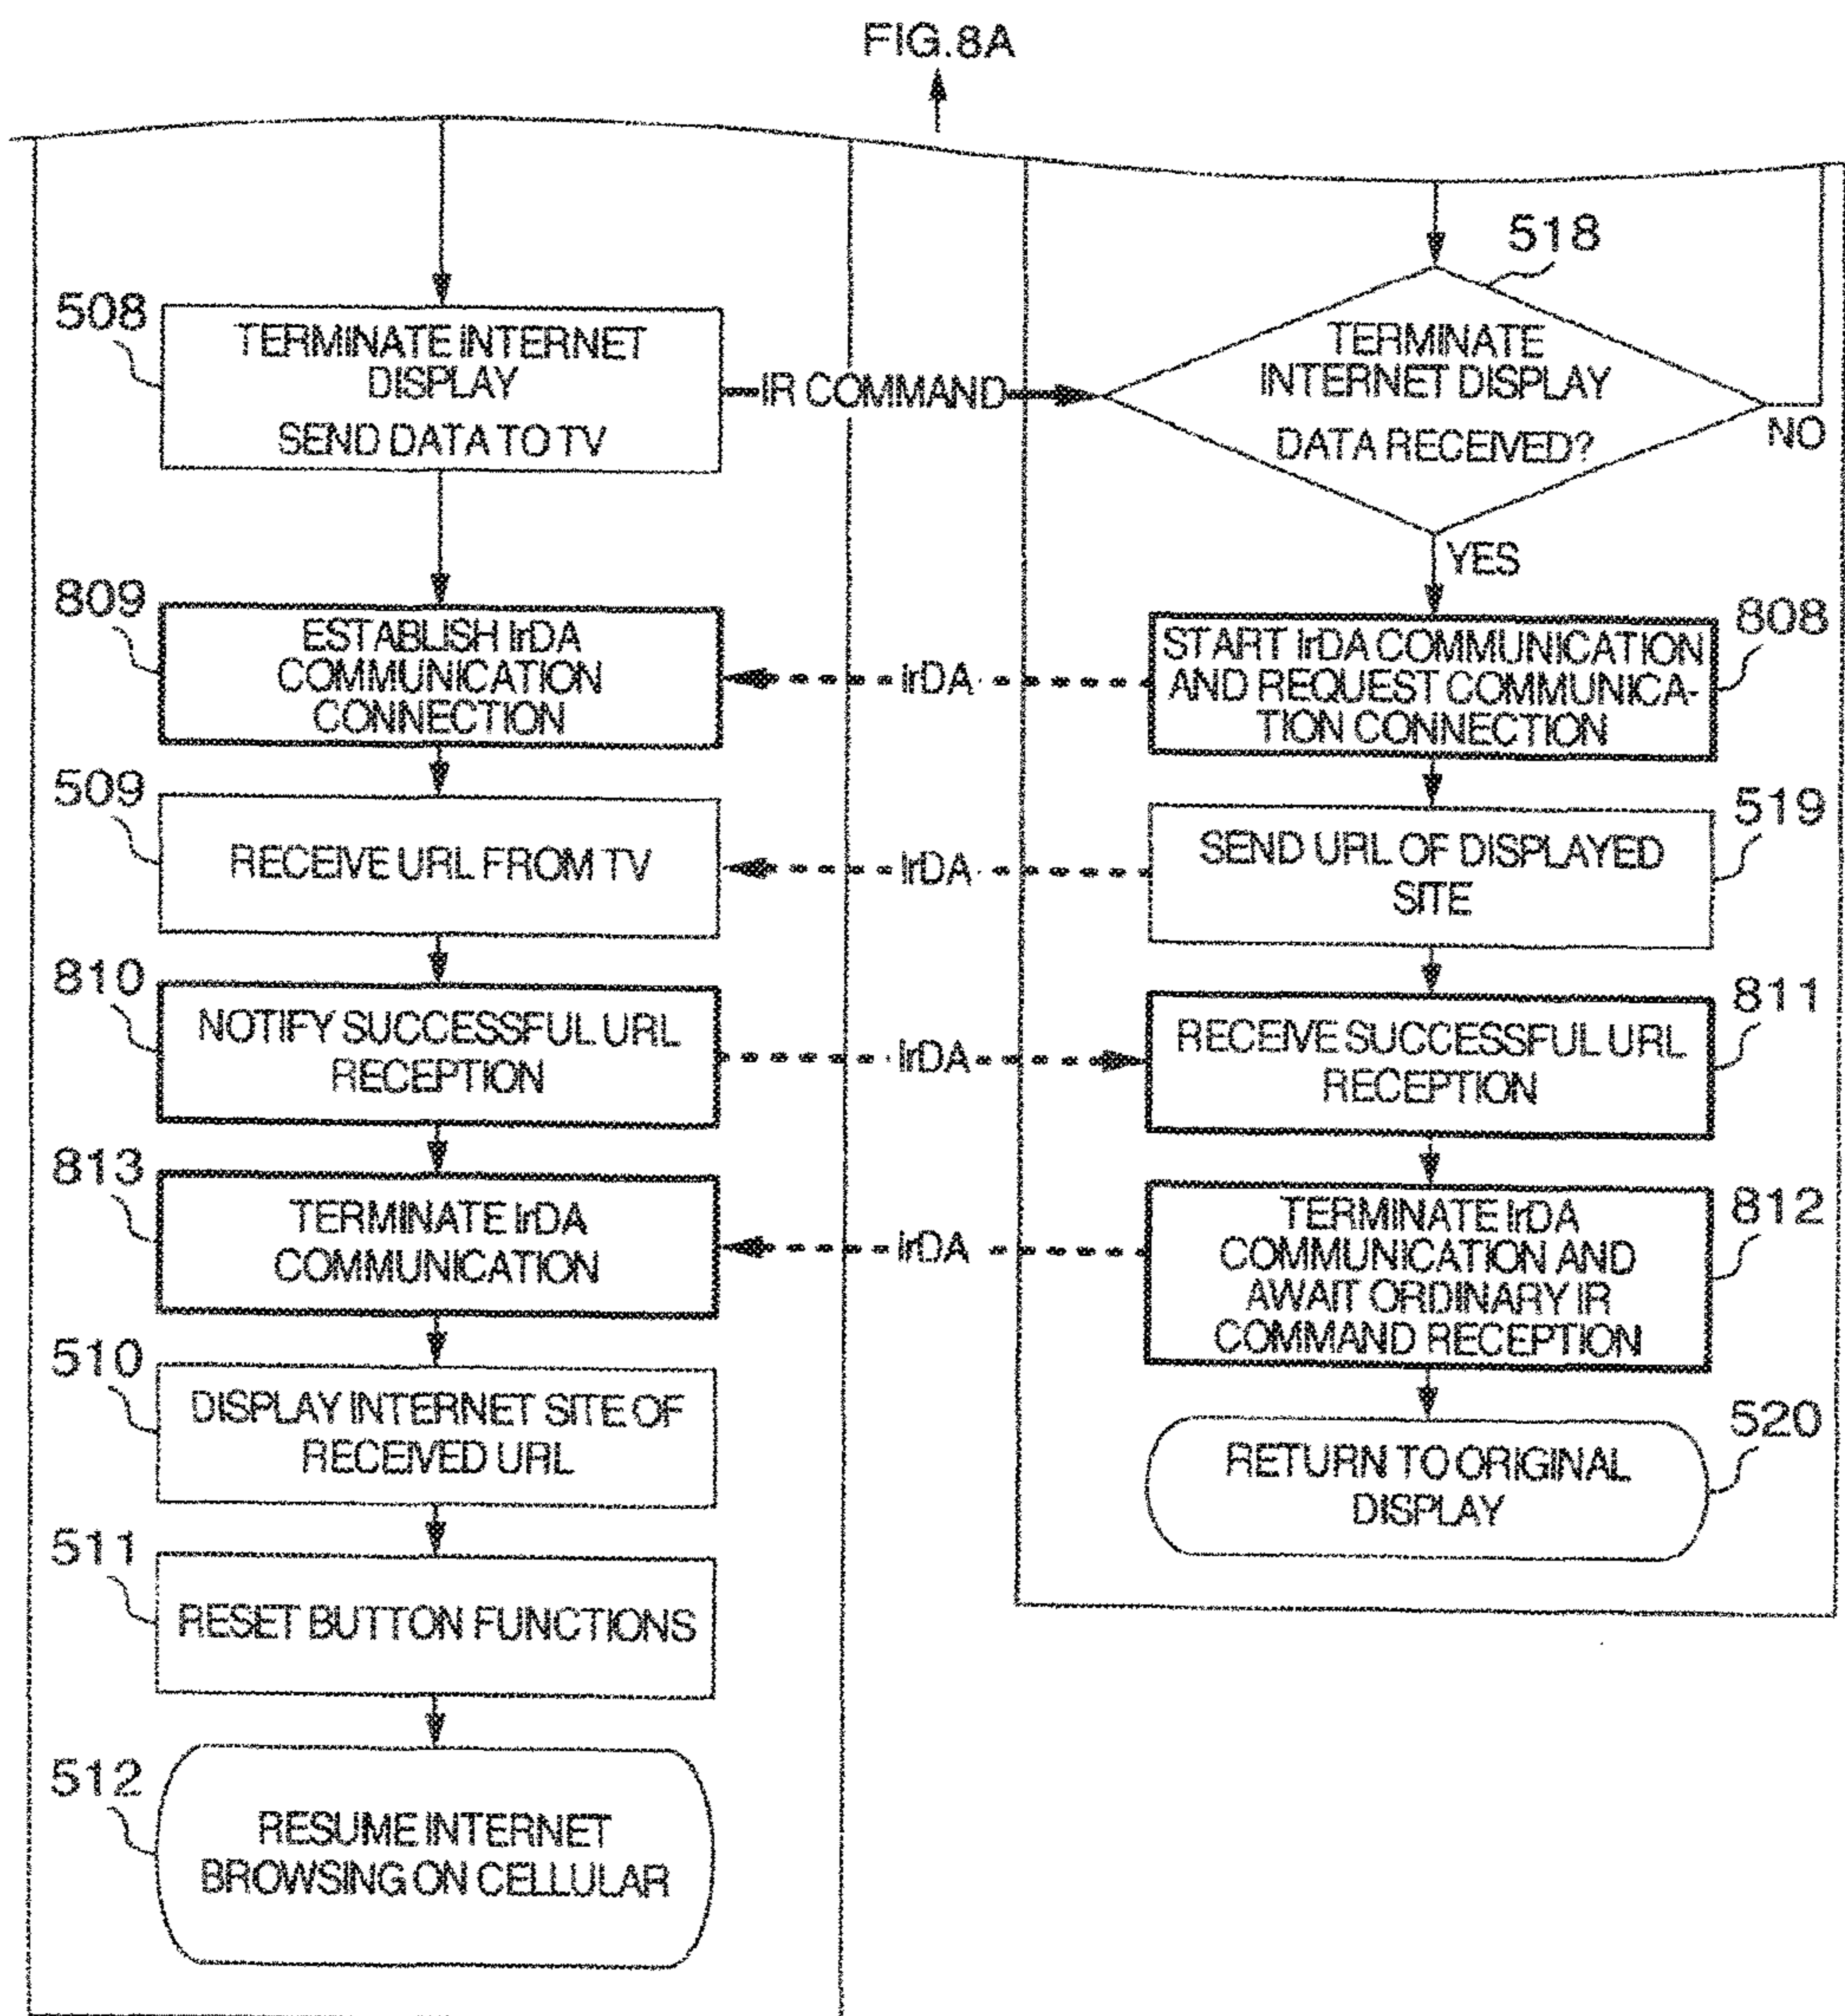 FIG.8A
508
TERMINATE INTERNET
DISPLAY
SEND DATA TO TV
IR COMMAND
518
TERMINATE
INTERNET DISPLAY
DATA RECEIVED?
NO
YES
809
ESTABLISH IrDA
COMMUNICATION
CONNECTION
IrDA
START IrDA COMMUNICATION
AND REQUEST COMMUNICA-
TION CONNECTION
808
509
RECEIVE URL FROM TV
IrDA
SEND URL OF DISPLAYED
SITE
519
810
NOTIFY SUCCESSFUL URL
RECEPTION
IrDA
RECEIVE SUCCESSFUL URL
RECEPTION
811
813
TERMINATE IrDA
COMMUNICATION
IrDA
TERMINATE IrDA
COMMUNICATION AND
AWAIT ORDINARY IR
COMMAND RECEPTION
812
510
DISPLAY INTERNET SITE OF
RECEIVED URL
RETURN TO ORIGINAL
DISPLAY
520
511
RESET BUTTON FUNCTIONS
512
RESUME INTERNET
BROWSING ON CELLULAR